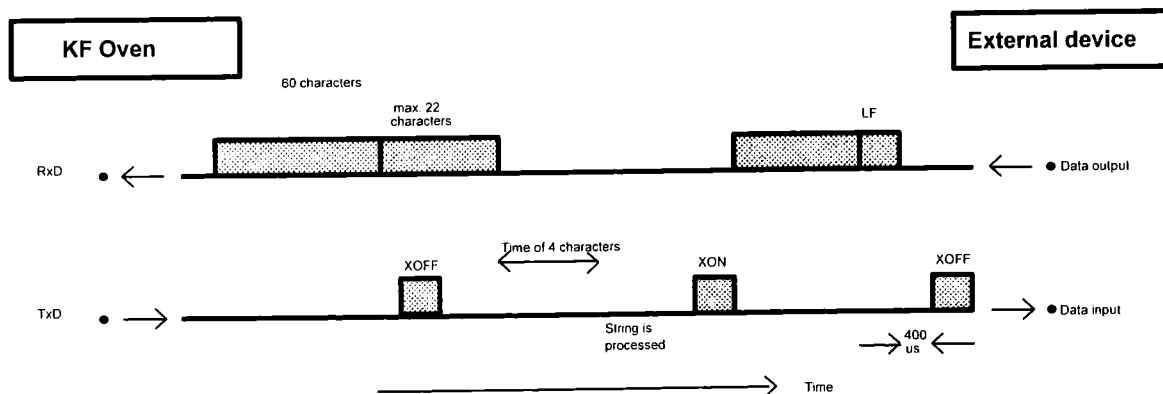 KF Oven
External device
60 characters
max. 22
characters
LF
RxD
Data output
Time of 4 characters
XOFF
XON
XOFF
TxD
Data input
String is
processed
400
us
Time